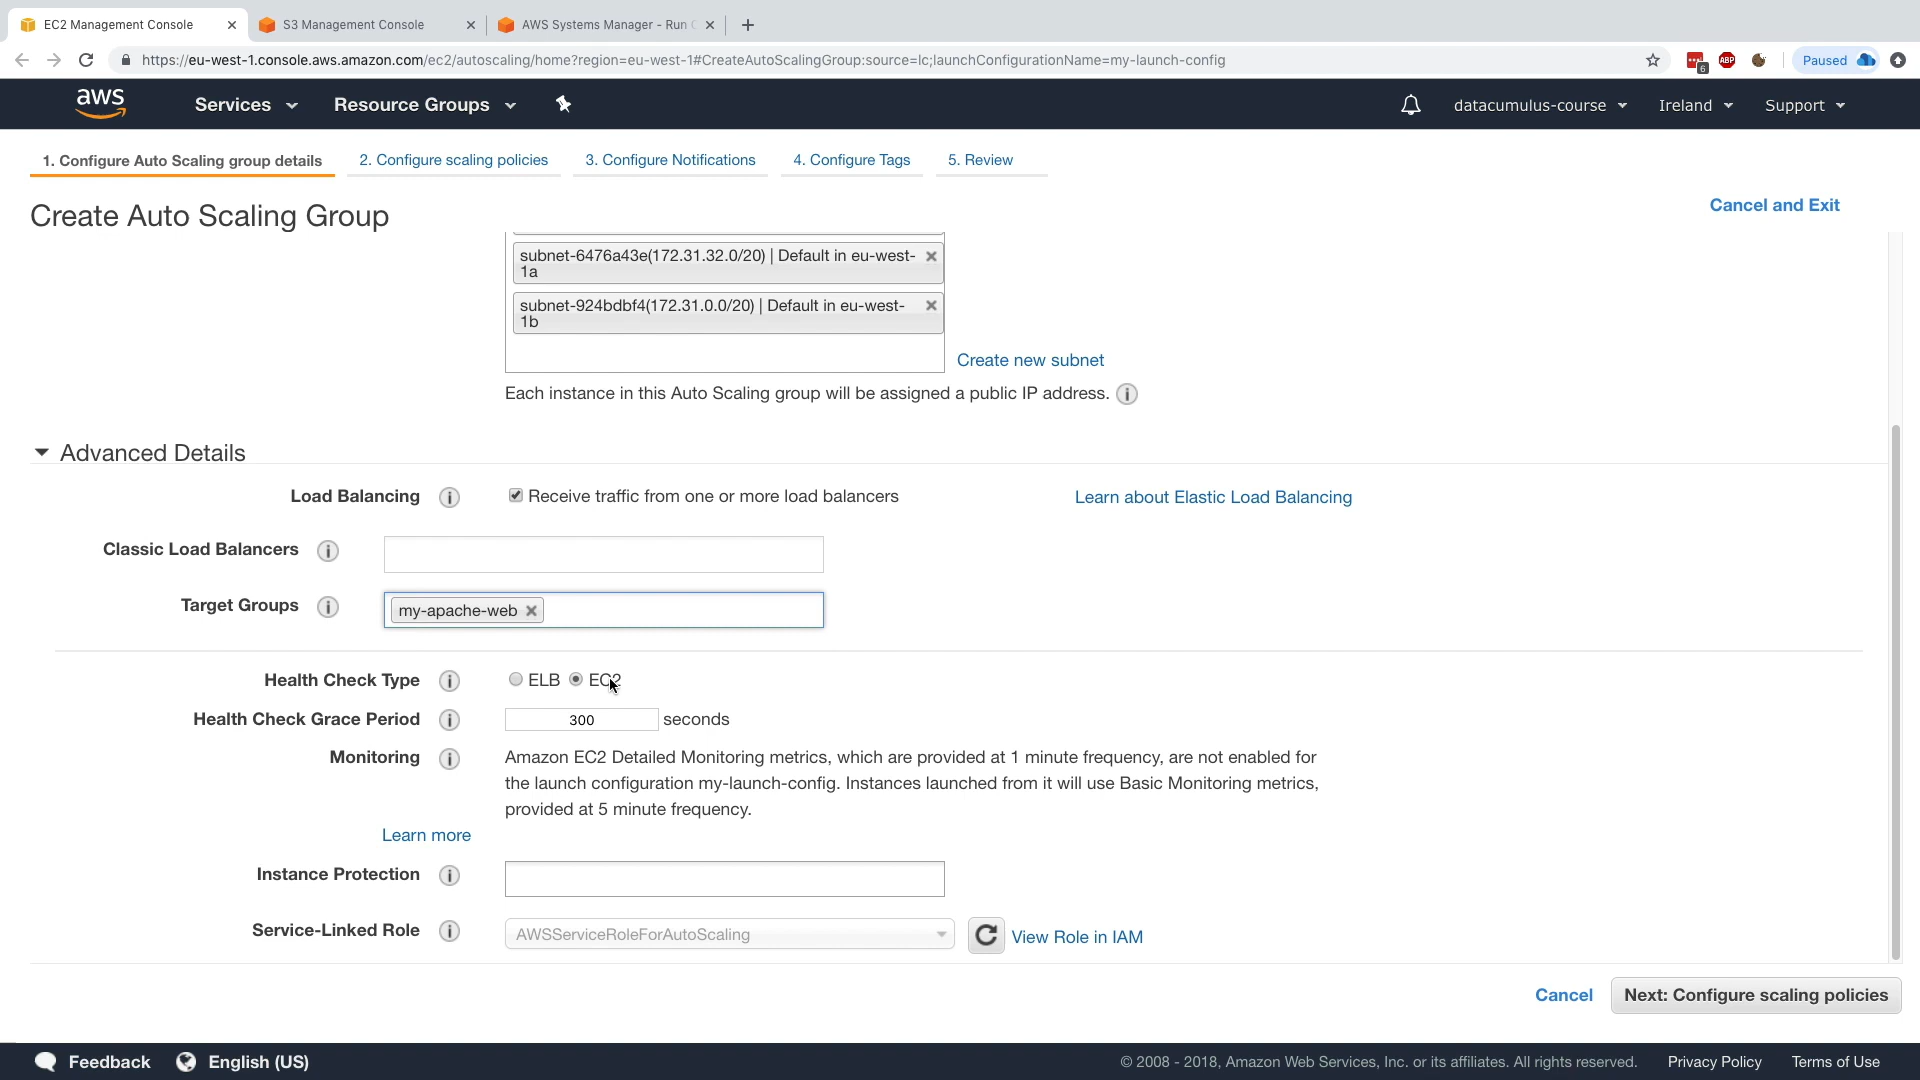 EC2 Management Console
S3 Management Console
AWS Systems Manager - Run C
https://eu-west-1.console.aws.amazon.com/ec2/autoscaling/home?region=eu-west-1#CreateAutoScalingGroup:source=lc;launchConfigurationName=my-launch-config
6
ABP
Paused
aws
Services
Resource Groups
datacumulus-course
Ireland
Support
1. Configure Auto Scaling group details
2. Configure scaling policies
3. Configure Notifications
4. Configure Tags
5. Review
Create Auto Scaling Group
Cancel and Exit
subnet-6476a43e(172.31.32.0/20) | Default in eu-west-
1a
subnet-924bdbf4(172.31.0.0/20) | Default in eu-west-
1b
Create new subnet
Each instance in this Auto Scaling group will be assigned a public IP address.
Advanced Details
Load Balancing
Receive traffic from one or more load balancers
Learn about Elastic Load Balancing
Classic Load Balancers
Target Groups
my-apache-web
Health Check Type
ELB
EC2
Health Check Grace Period
300
seconds
Monitoring
Amazon EC2 Detailed Monitoring metrics, which are provided at 1 minute frequency, are not enabled for
the launch configuration my-launch-config. Instances launched from it will use Basic Monitoring metrics,
provided at 5 minute frequency.
Learn more
Instance Protection
Service-Linked Role
AWSServiceRoleForAutoScaling
View Role in IAM
Cancel
Next: Configure scaling policies
Feedback
English (US)
© 2008 - 2018, Amazon Web Services, Inc. or its affiliates. All rights reserved.
Privacy Policy
Terms of Use